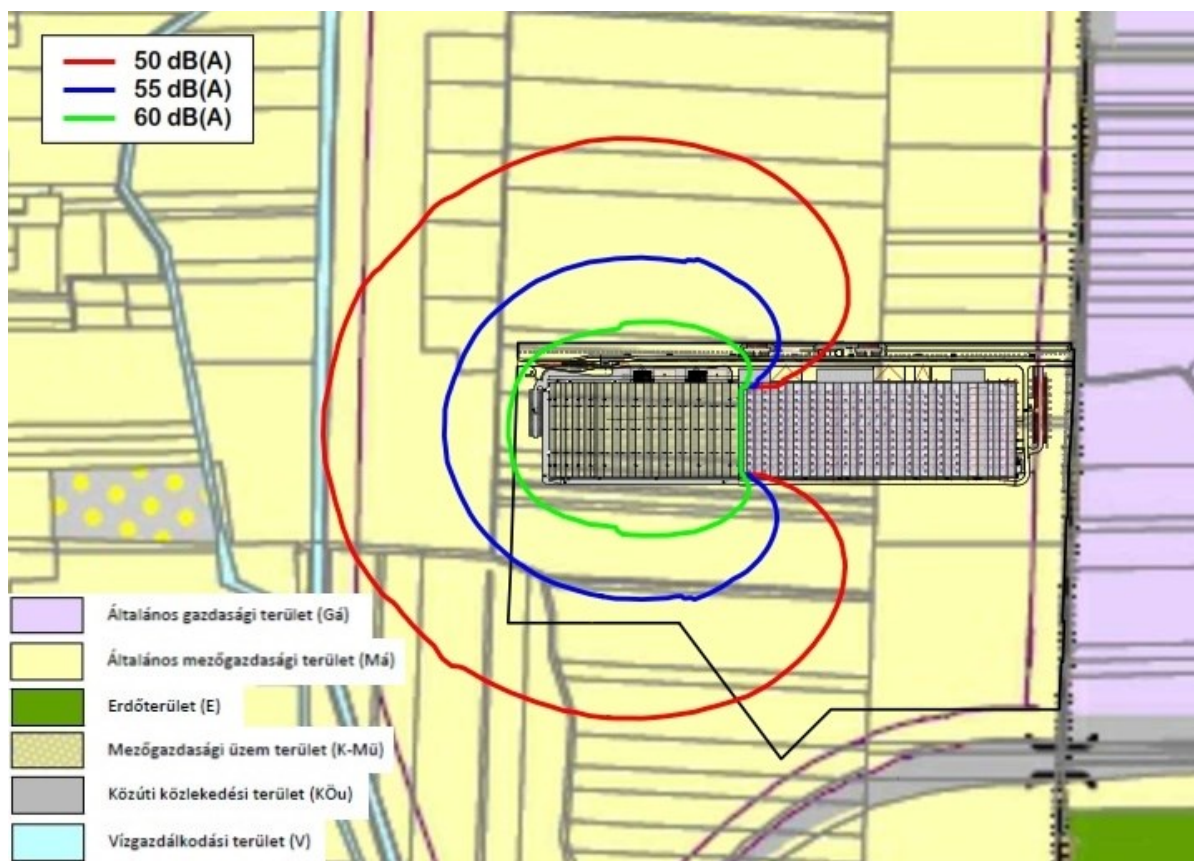 50 dB(A)
55 dB(A)
60 dB(A)
Általános gazdasági terület (Gá)
Általános mezőgazdasági terület (Má)
Erdőterület (E)
Mezőgazdasági üzem terület (K-Mü)
Közúti közlekedési terület (KÖu)
Vízgazdálkodási terület (V)